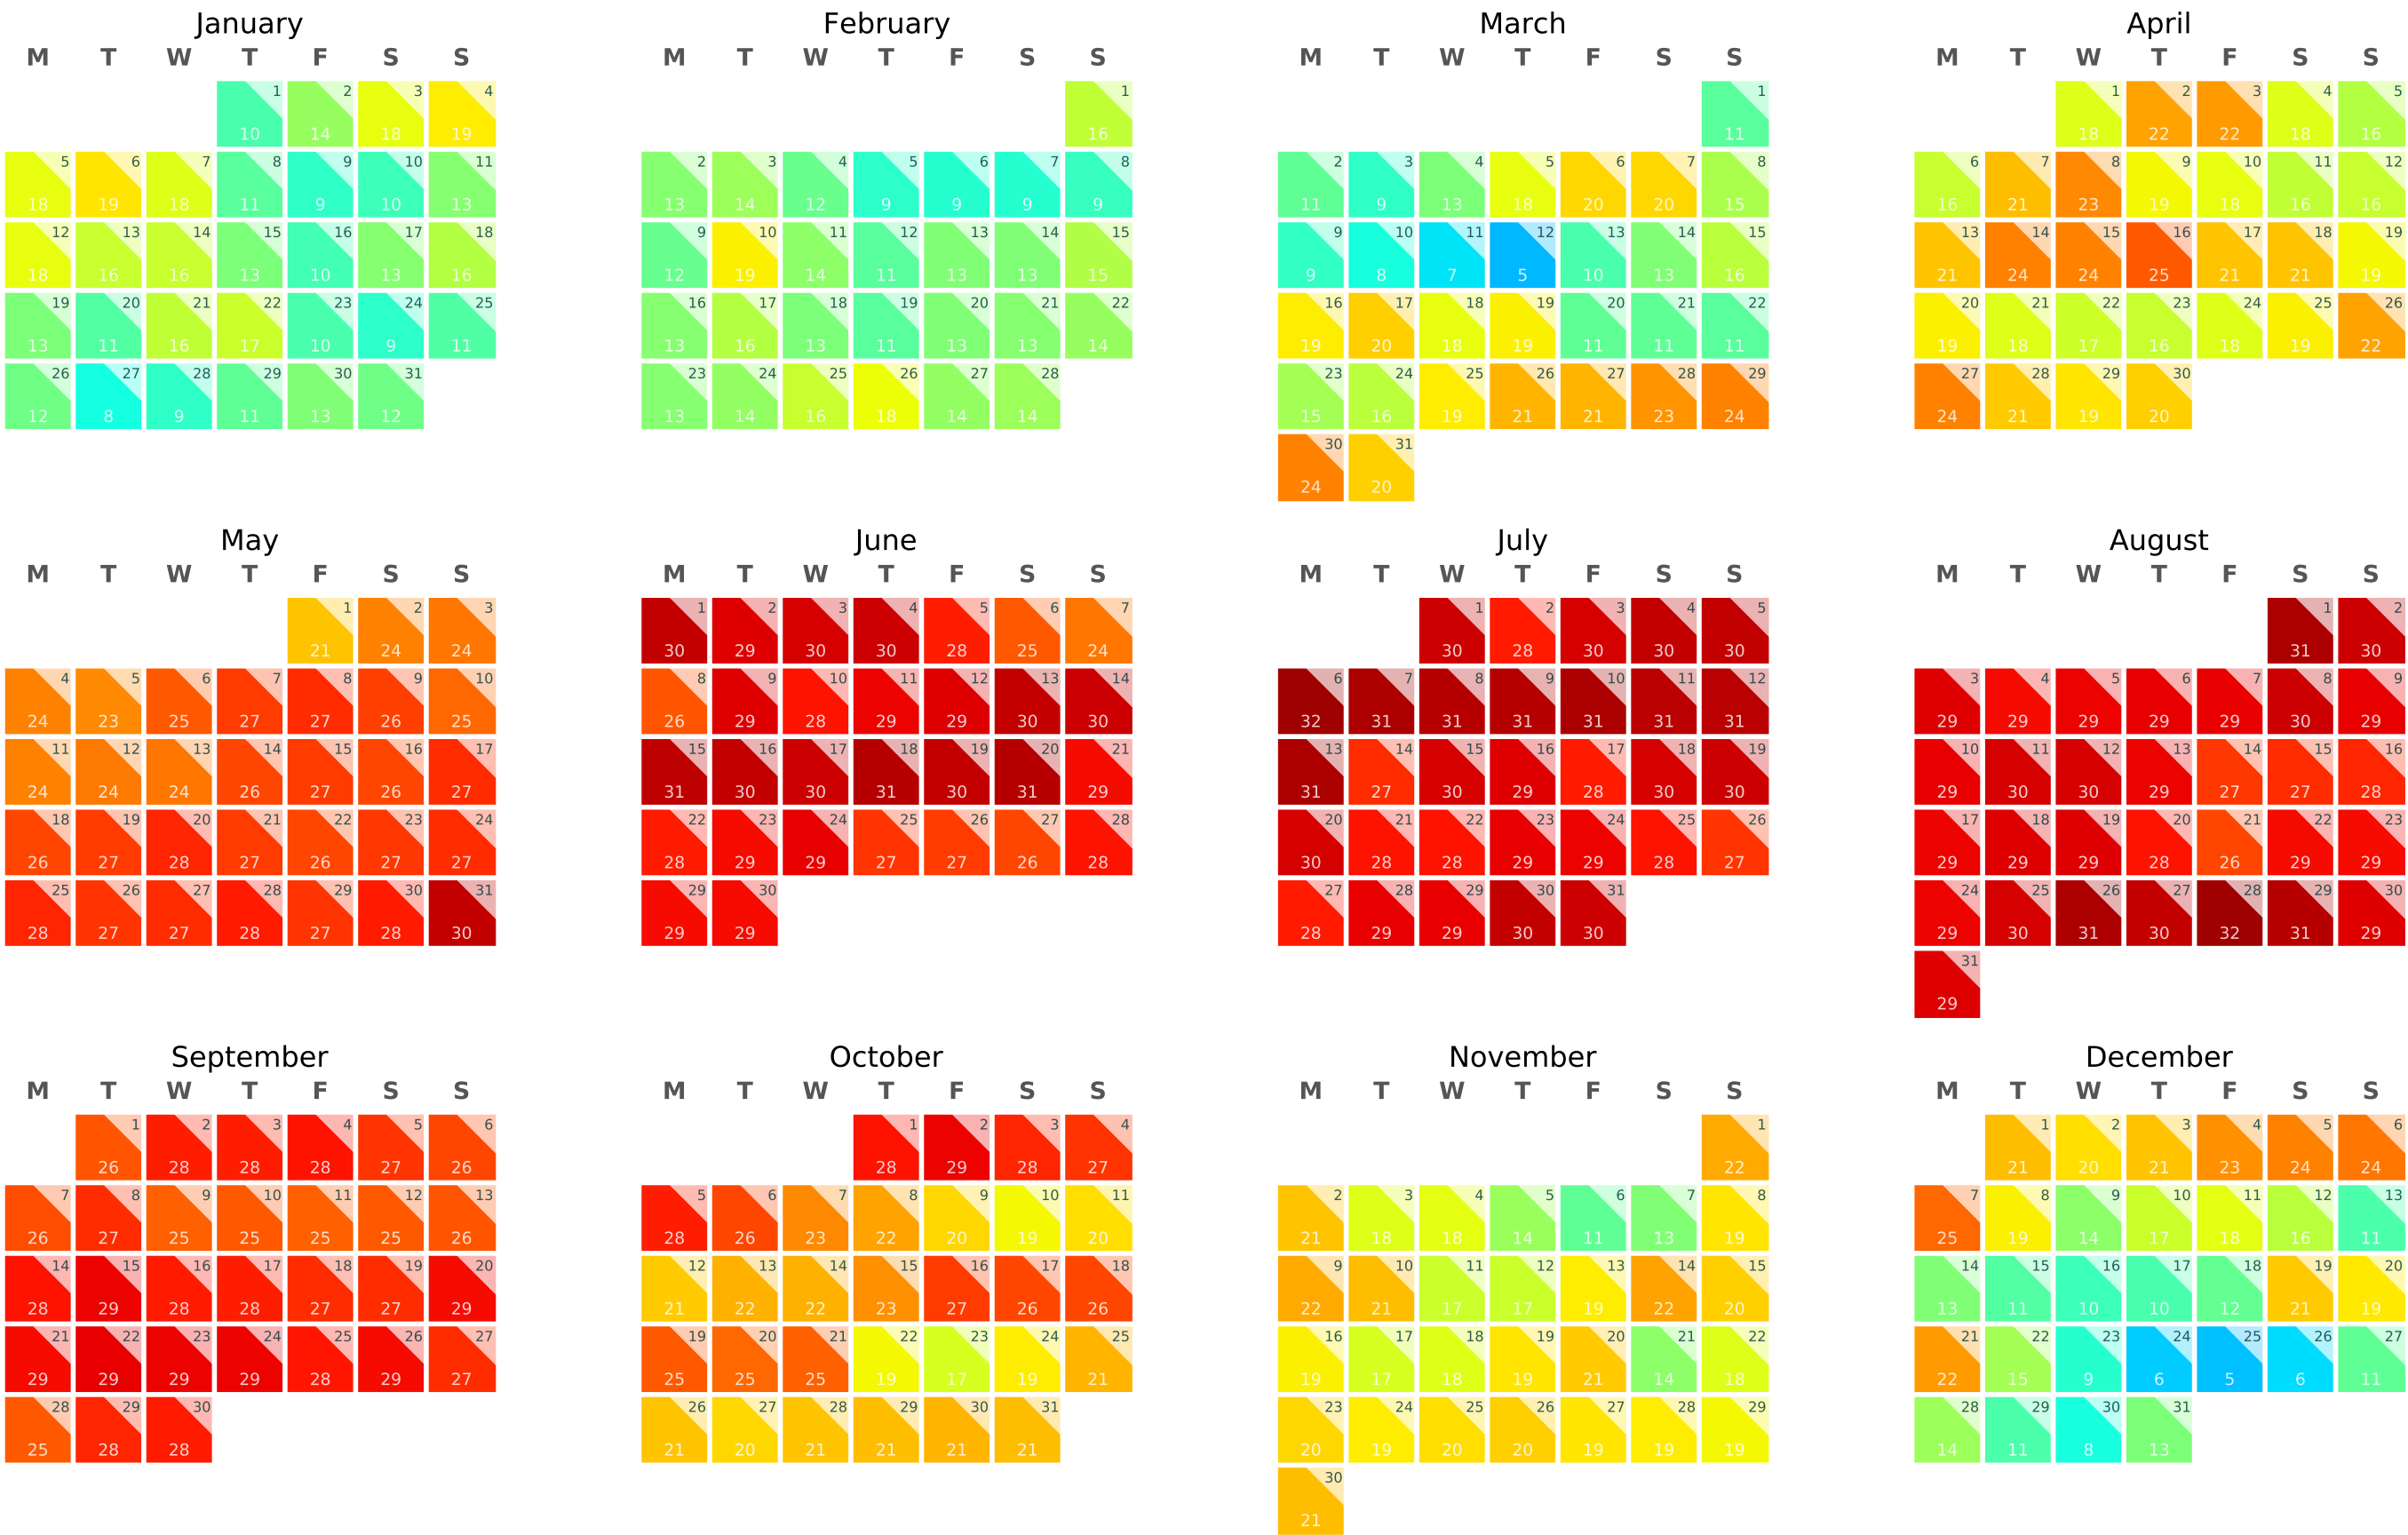 January February March April
M T W T F S S M T W T F S S M T W T F S S M T W T F S S
1 2 3 4 1 1 1 2 3 4 5
10 14 18 19 16 11 18 22 22 18 16
5 6 7 8 9 10 11 2 3 4 5 6 7 8 2 3 4 5 6 7 8 6 7 8 9 10 11 12
18 19 18 11 9 10 13 13 14 12 9 9 9 9 11 9 13 18 20 20 15 16 21 23 19 18 16 16
12 13 14 15 16 17 18 9 10 11 12 13 14 15 9 10 11 12 13 14 15 13 14 15 16 17 18 19
18 16 16 13 10 13 16 12 19 14 11 13 13 15 9 8 7 5 10 13 16 21 24 24 25 21 21 19
19 20 21 22 23 24 25 16 17 18 19 20 21 22 16 17 18 19 20 21 22 20 21 22 23 24 25 26
13 11 16 17 10 9 11 13 16 13 11 13 13 14 19 20 18 19 11 11 11 19 18 17 16 18 19 22
26 27 28 29 30 31 23 24 25 26 27 28 23 24 25 26 27 28 29 27 28 29 30
12 8 9 11 13 12 13 14 16 18 14 14 15 16 19 21 21 23 24 24 21 19 20
30 31
24 20
May June July August
M T W T F S S M T W T F S S M T W T F S S M T W T F S S
1 2 3 1 2 3 4 5 6 7 1 2 3 4 5 1 2
21 24 24 30 29 30 30 28 25 24 30 28 30 30 30 31 30
4 5 6 7 8 9 10 8 9 10 11 12 13 14 6 7 8 9 10 11 12 3 4 5 6 7 8 9
24 23 25 27 27 26 25 26 29 28 29 29 30 30 32 31 31 31 31 31 31 29 29 29 29 29 30 29
11 12 13 14 15 16 17 15 16 17 18 19 20 21 13 14 15 16 17 18 19 10 11 12 13 14 15 16
24 24 24 26 27 26 27 31 30 30 31 30 31 29 31 27 30 29 28 30 30 29 30 30 29 27 27 28
18 19 20 21 22 23 24 22 23 24 25 26 27 28 20 21 22 23 24 25 26 17 18 19 20 21 22 23
26 27 28 27 26 27 27 28 29 29 27 27 26 28 30 28 28 29 29 28 27 29 29 29 28 26 29 29
25 26 27 28 29 30 31 29 30 27 28 29 30 31 24 25 26 27 28 29 30
28 27 27 28 27 28 30 29 29 28 29 29 30 30 29 30 31 30 32 31 29
31
29
September October November December
M T W T F S S M T W T F S S M T W T F S S M T W T F S S
1 2 3 4 5 6 1 2 3 4 1 1 2 3 4 5 6
26 28 28 28 27 26 28 29 28 27 22 21 20 21 23 24 24
7 8 9 10 11 12 13 5 6 7 8 9 10 11 2 3 4 5 6 7 8 7 8 9 10 11 12 13
26 27 25 25 25 25 26 28 26 23 22 20 19 20 21 18 18 14 11 13 19 25 19 14 17 18 16 11
14 15 16 17 18 19 20 12 13 14 15 16 17 18 9 10 11 12 13 14 15 14 15 16 17 18 19 20
28 29 28 28 27 27 29 21 22 22 23 27 26 26 22 21 17 17 19 22 20 13 11 10 10 12 21 19
21 22 23 24 25 26 27 19 20 21 22 23 24 25 16 17 18 19 20 21 22 21 22 23 24 25 26 27
29 29 29 29 28 29 27 25 25 25 19 17 19 21 19 17 18 19 21 14 18 22 15 9 6 5 6 11
28 29 30 26 27 28 29 30 31 23 24 25 26 27 28 29 28 29 30 31
25 28 28 21 20 21 21 21 21 20 19 20 20 19 19 19 14 11 8 13
30
21